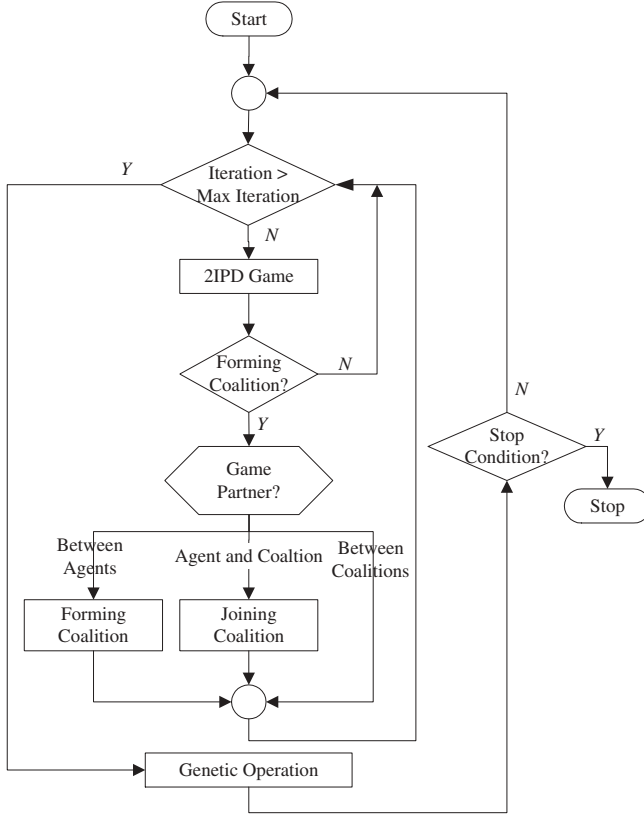 Start
Iteration >
Max Iteration
Y
N
2IPD Game
Forming
Coalition?
N
Y
Game
Partner?
Between
Agents
Agent and Coaltion
Between
Coalitions
Forming
Coalition
Joining
Coalition
Genetic Operation
N
Stop
Condition?
Y
Stop